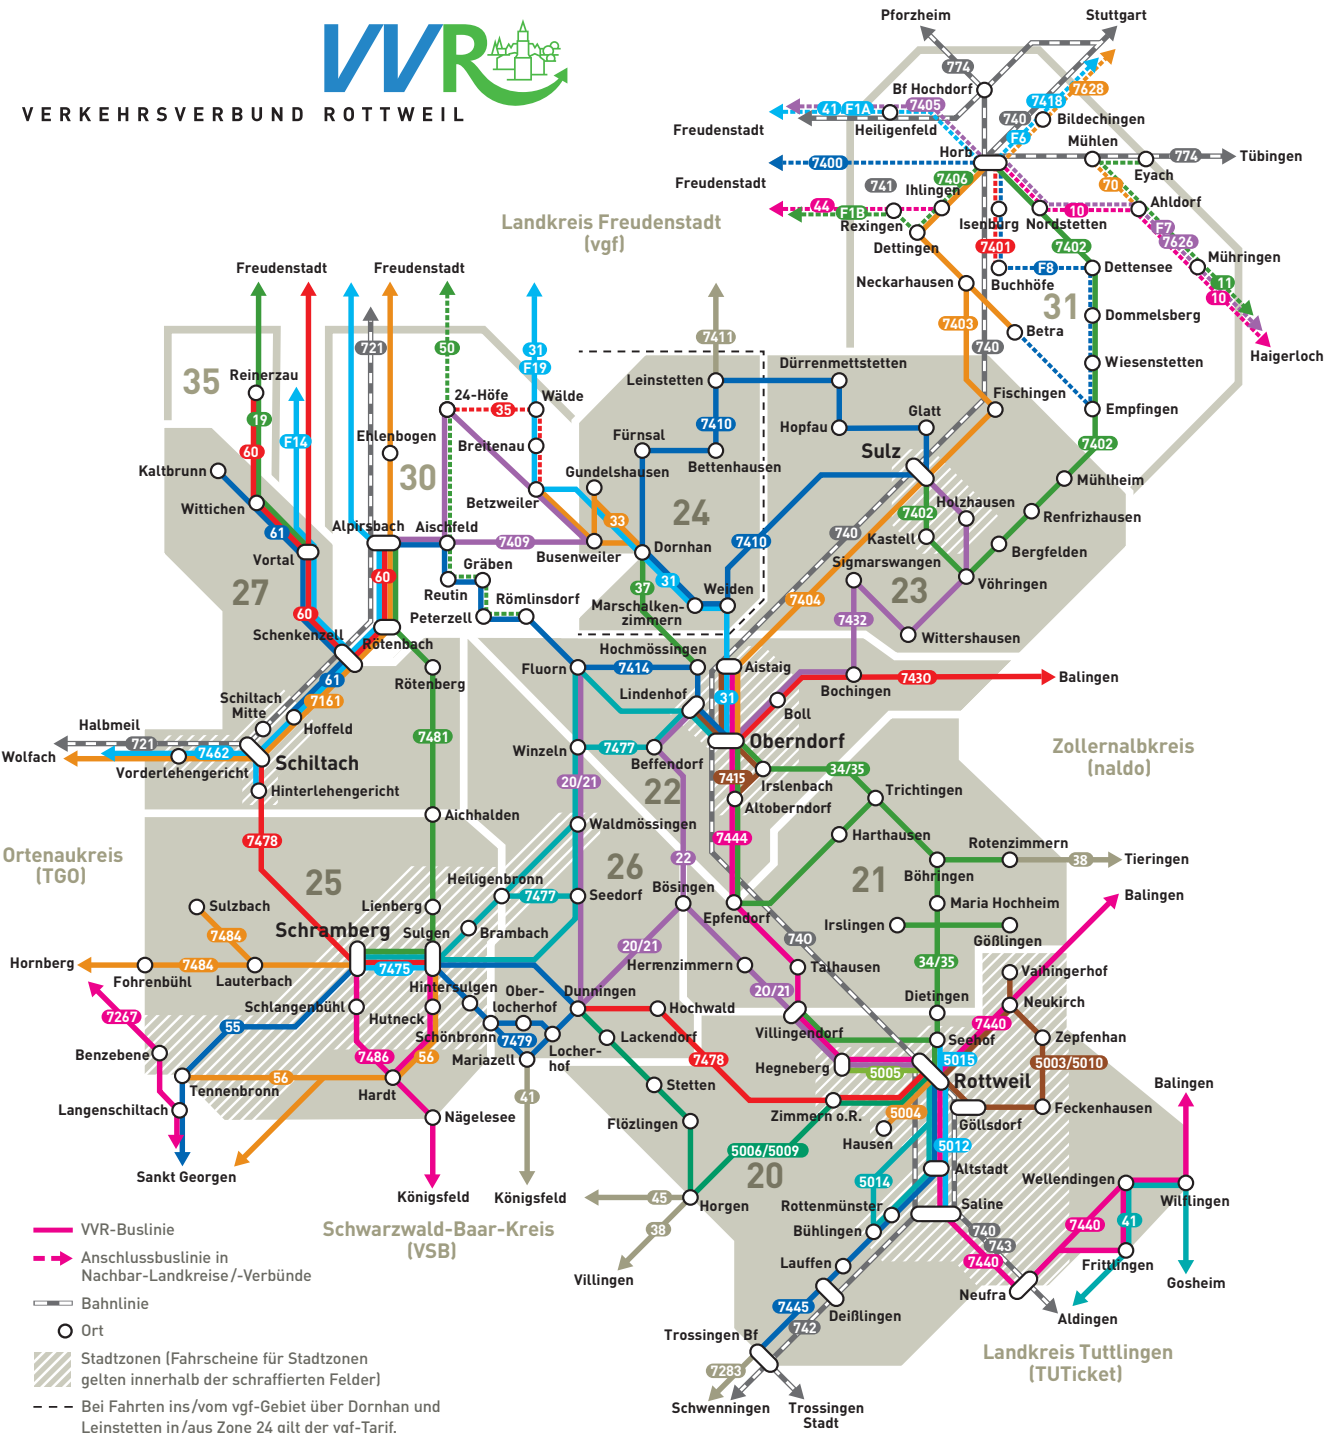 VVR
VERKEHRSVERBUND ROTTWEIL
Pforzheim
Stuttgart
774
Bf Hochdorf
7628
7418
41 F1A
7405
Heiligenfeld
740
Bildechingen
F6
Freudenstadt
Mühlen
Horb
7400
774
Tübingen
Freudenstadt
Eyach
741
7406
Ihlingen
70
44
F1B
Rexingen
Isenburg
Nordstetten
10
Ahldorf
F7
7626
Dettingen
7401
7402
Mühringen
Landkreis Freudenstadt
(vgf)
Freudenstadt
Freudenstadt
Neckarhausen
Buchhöfe
F8
Dettensee
11
10
31
Dommelsberg
7403
Betra
Haigerloch
740
Wiesenstetten
721
50
31
F19
7411
35
Reinerzau
24-Höfe
35
Wälde
Leinstetten
Dürrenmettstetten
Fischingen
Empfingen
19
F14
Ehlenbogen
Breitenau
Fürnsal
7410
Hopfau
Glatt
7402
60
Kaltbrunn
30
Gundelshausen
Bettenhausen
Sulz
Mühlheim
Wittichen
Betzweiler
24
Holzhausen
Renfrizhausen
61
Alpirsbach
Aischfeld
33
7402
Vortal
7409
Busenweiler
Dornhan
7410
740
Kastell
Bergfelden
Gräben
Sigmarswangen
27
60
Reutin
37
31
Weiden
Vöhringen
23
60
Peterzell
Römlinsdorf
Marschalken-
zimmern
7404
7432
Schenkenzell
Rötenbach
Wittershausen
Hochmössingen
Fluorn
7414
Aistaig
Bochingen
7430
Balingen
61
Rötenberg
Lindenhof
31
7161
Schiltach
Mitte
Boll
Halbmeil
Hoffeld
721
7462
7481
Winzeln
7477
Beffendorf
Oberndorf
Zollernalbkreis
(naldo)
Wolfach
Vorderlehengericht
Schiltach
20/21
7415
34/35
Irslenbach
Hinterlehengericht
22
Altoberndorf
Trichtingen
Aichhalden
Waldmössingen
7478
7444
Harthausen
Rotenzimmern
38
Tieringen
Ortenaukreis
(TGO)
26
22
21
Böhringen
25
Heiligenbronn
7477
Seedorf
Bösingen
Balingen
Sulzbach
Lienberg
Epfendorf
Maria Hochheim
Schramberg
Sulgen
Brambach
Irslingen
Gößlingen
7484
20/21
740
Hornberg
7484
7475
Herrenzimmern
34/35
Fohrenbühl
Lauterbach
Talhausen
Vaihingerhof
Schlangenbühl
Hintersulgen
Ober-
locherhof
Dunningen
20/21
Dietingen
Neukirch
7267
Hutneck
Hochwald
Villingendorf
7440
55
Schönbronn
7479
Lackendorf
Seehof
Zepfenhan
Benzebene
7486
56
Mariazell
Locher-
hof
7478
Hegneberg
5015
5003/5010
56
5005
Rottweil
Tennenbronn
Hardt
41
Stetten
Balingen
Langenschiltach
Nägelesee
Zimmern o.R.
5004
Göllsdorf
Feckenhausen
Flözlingen
Hausen
5006/5009
5012
Sankt Georgen
20
5014
Altstadt
Wellendingen
Wilflingen
Königsfeld
Königsfeld
45
Horgen
Rottenmünster
Saline
Schwarzwald-Baar-Kreis
(VSB)
38
Bühlingen
740
743
7440
41
VVR-Buslinie
Lauffen
7440
Frittlingen
Gosheim
Anschlussbuslinie in
Nachbar-Landkreise/-Verbünde
Villingen
Neufra
Bahnlinie
7445
Deißlingen
Aldingen
Ort
742
Trossingen Bf
Landkreis Tuttlingen
(TUTicket)
Stadtzonen (Fahrscheine für Stadtzonen
gelten innerhalb der schraffierten Felder)
7283
Bei Fahrten ins/vom vgf-Gebiet über Dornhan und
Leinstetten in/aus Zone 24 gilt der vgf-Tarif.
Schwenningen
Trossingen
Stadt